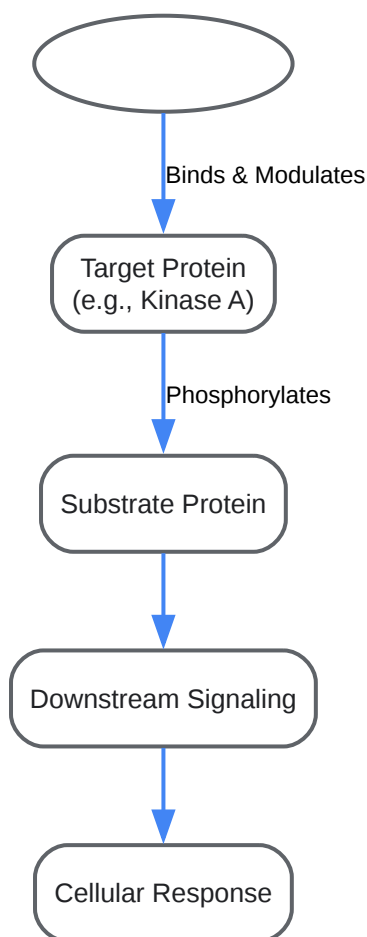 Binds & Modulates
Target Protein
(e.g., Kinase A)
Phosphorylates
Substrate Protein
Downstream Signaling
Cellular Response